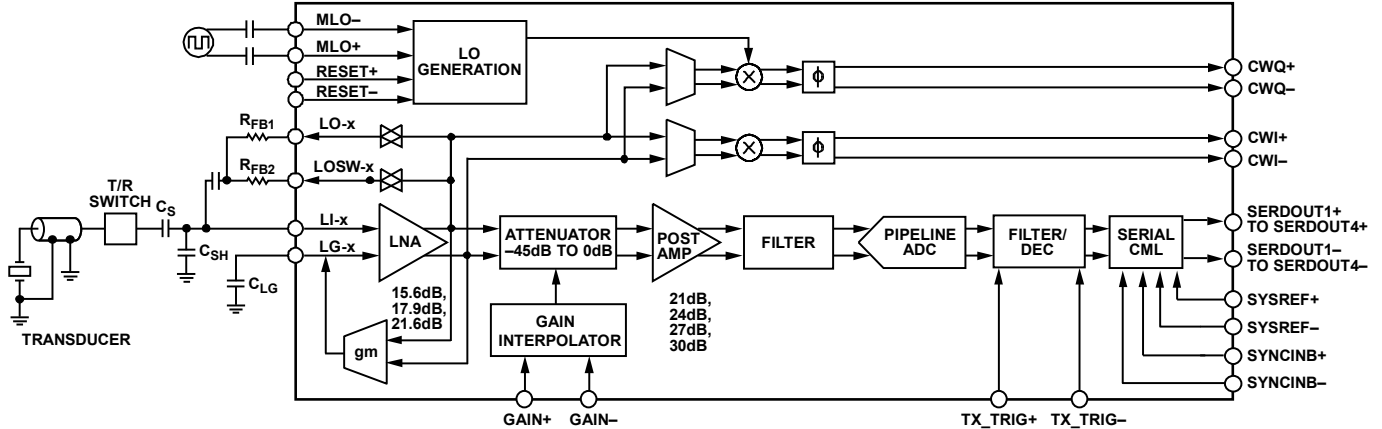 MLO–
MLO+
RESET+
RESET–
LO
GENERATION
CWQ+
CWQ–
CWI+
CWI–
Φ
Φ
RFB1
RFB2
LO-x
LOSW-x
T/R
SWITCH
CS
CSH
CLG
LI-x
LG-x
TRANSDUCER
LNA
15.6dB,
17.9dB,
21.6dB
gm
ATTENUATOR
–45dB TO 0dB
GAIN
INTERPOLATOR
GAIN+
GAIN–
POST
AMP
21dB,
24dB,
27dB,
30dB
FILTER
PIPELINE
ADC
FILTER/
DEC
SERIAL
CML
TX_TRIG+
TX_TRIG–
SERDOUT1+
TO SERDOUT4+
SERDOUT1–
TO SERDOUT4–
SYSREF+
SYSREF–
SYNCINB+
SYNCINB–